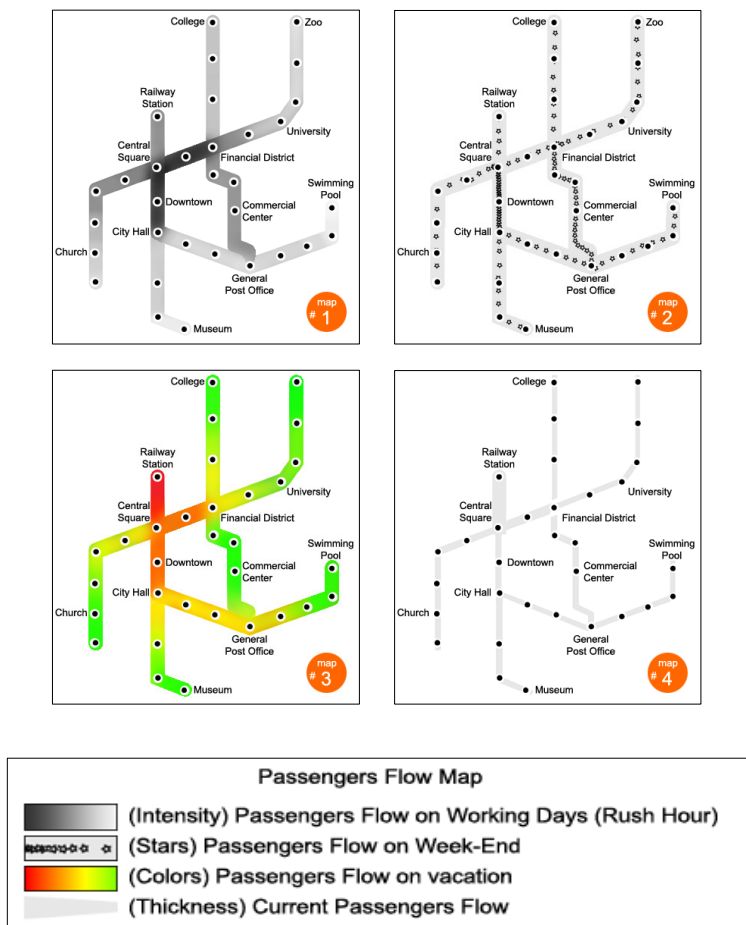 College
Zoo
Railway
Station
University
Central
Square
Financial District
Swimming
Pool
Downtown
Commercial
Center
City Hall
Church
General
Post Office
Museum
map
# 1
College
Zoo
Railway
Station
University
Central
Square
Financial District
Swimming
Pool
Downtown
Commercial
Center
City Hall
Church
General
Post Office
Museum
map
# 2
College
Railway
Station
University
Central
Square
Financial District
Swimming
Pool
Downtown
Commercial
Center
City Hall
Church
General
Post Office
Museum
map
# 3
College
Railway
Station
University
Central
Square
Financial District
Swimming
Pool
Downtown
Commercial
Center
City Hall
Church
General
Post Office
Museum
map
# 4
Passengers Flow Map
(Intensity) Passengers Flow on Working Days (Rush Hour)
(Stars) Passengers Flow on Week-End
(Colors) Passengers Flow on vacation
(Thickness) Current Passengers Flow